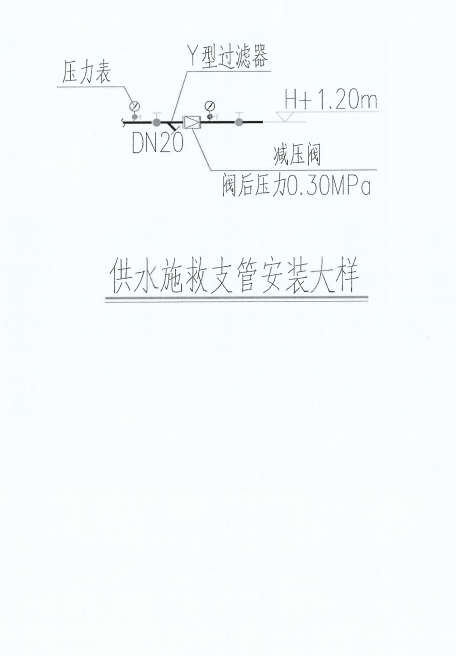 Y型过滤器
压力表
H+1.20m
DN20
减压阀
阀后压力0.30MPa
供水施救支管安装大样